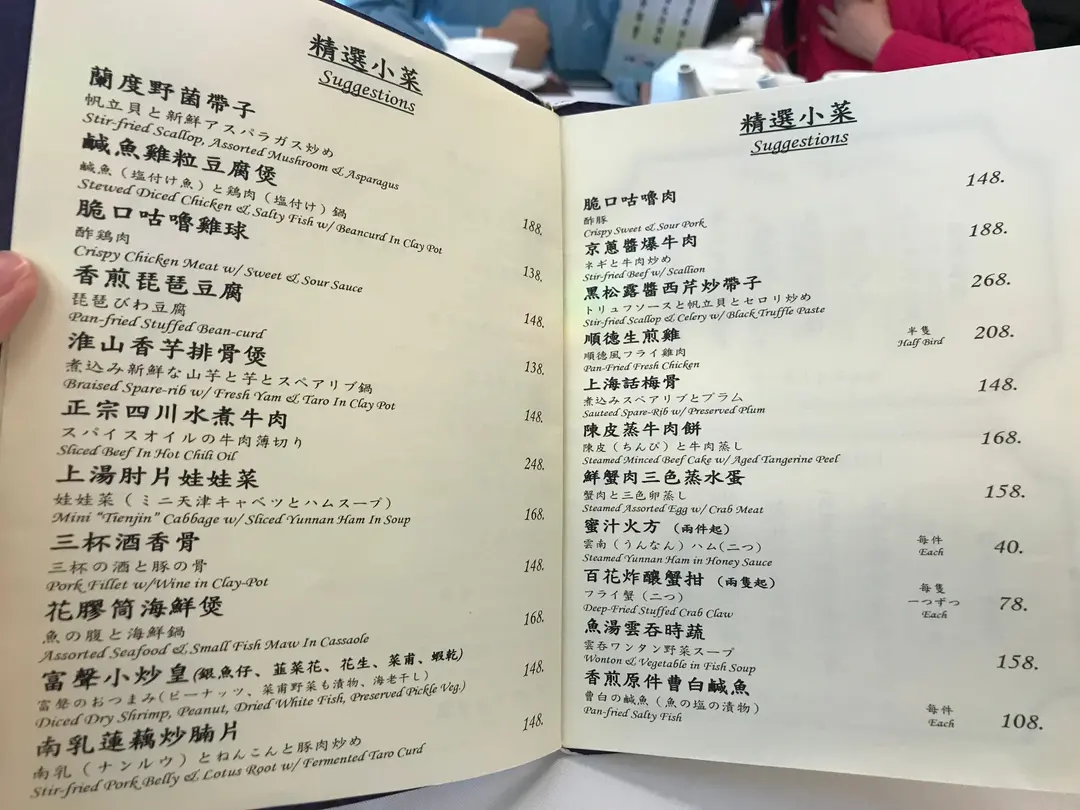 精選小菜
Suggestions
蘭度野菌帶子
帆立貝と新鮮アスパラガス炒め
Stir-fried Scallop, Assorted Mushroom & Asparagus
188.
鹹魚雞粒豆腐煲
鹹魚（塩付け魚）と鶏肉（塩付け）鍋
Stewed Diced Chicken & Salty Fish w/ Beancurd In Clay Pot
138.
脆口咕嚕雞球
酢鶏肉
Crispy Chicken Meat w/ Sweet & Sour Sauce
148.
香煎琵琶豆腐
琵琶びわ豆腐
Pan-fried Stuffed Bean-curd
138.
淮山香芋排骨煲
煮込み新鮮な山芋と芋とスペアリブ鍋
Braised Spare-rib w/ Fresh Yam & Taro In Clay Pot
148.
正宗四川水煮牛肉
スパイスオイルの牛肉薄切り
Sliced Beef In Hot Chili Oil
248.
上湯肘片娃娃菜
娃娃菜（ミニ天津キャベツとハムスープ）
Mini “Tienjin” Cabbage w/ Sliced Yunnan Ham In Soup
168.
三杯酒香骨
三杯の酒と豚の骨
Pork Fillet w/Wine in Clay-Pot
148.
花膠筒海鮮煲
魚の腹と海鮮鍋
Assorted Seafood & Small Fish Maw In Cassaole
168.
富聲小炒皇(銀魚仔、韮菜花、花生、菜甫、蝦乾)
富聲のおつまみ(ピーナッツ、菜甫野菜も漬物、海老干し)
Diced Dry Shrimp, Peanut, Dried White Fish, Preserved Pickle Veg.)
148.
南乳蓮藕炒腩片
南乳（ナンルウ）とねんこんと豚肉炒め
Stir-fried Pork Belly & Lotus Root w/ Fermented Taro Curd
148.
精選小菜
Suggestions
脆口咕嚕肉 148.
酢豚
Crispy Sweet & Sour Pork
京蔥醬爆牛肉 188.
ネギと牛肉炒め
Stir-fried Beef w/ Scallion
黑松露醬西芹炒帶子 268.
トリュフソースと帆立貝とセロリ炒め
Stir-fried Scallop & Celery w/ Black Truffle Paste
順德生煎雞 半隻 208.
順德風フライ雞肉 Half Bird
Pan-Fried Fresh Chicken
上海話梅骨 148.
煮込みスペアリブとプラム
Sauteed Spare-Rib w/ Preserved Plum
陳皮蒸牛肉餅 168.
陳皮（ちんぴ）と牛肉蒸し
Steamed Minced Beef Cake w/ Aged Tangerine Peel
鮮蟹肉三色蒸水蛋 158.
蟹肉と三色卵蒸し
Steamed Assorted Egg w/ Crab Meat
蜜汁火方（兩件起） 每件 40.
雲南（うんなん）ハム(二つ） Each
Steamed Yunnan Ham in Honey Sauce
百花炸釀蟹拑（兩隻起） 每隻 78.
フライ蟹（二つ） 一つずつ
Deep-Fried Stuffed Crab Claw Each
魚湯雲吞時蔬 158.
雲呑ワンタン野菜スープ
Wonton & Vegetable in Fish Soup
香煎原件曹白鹹魚 每件 108.
曹白の鹹魚（魚の塩の漬物） Each
Pan-fried Salty Fish